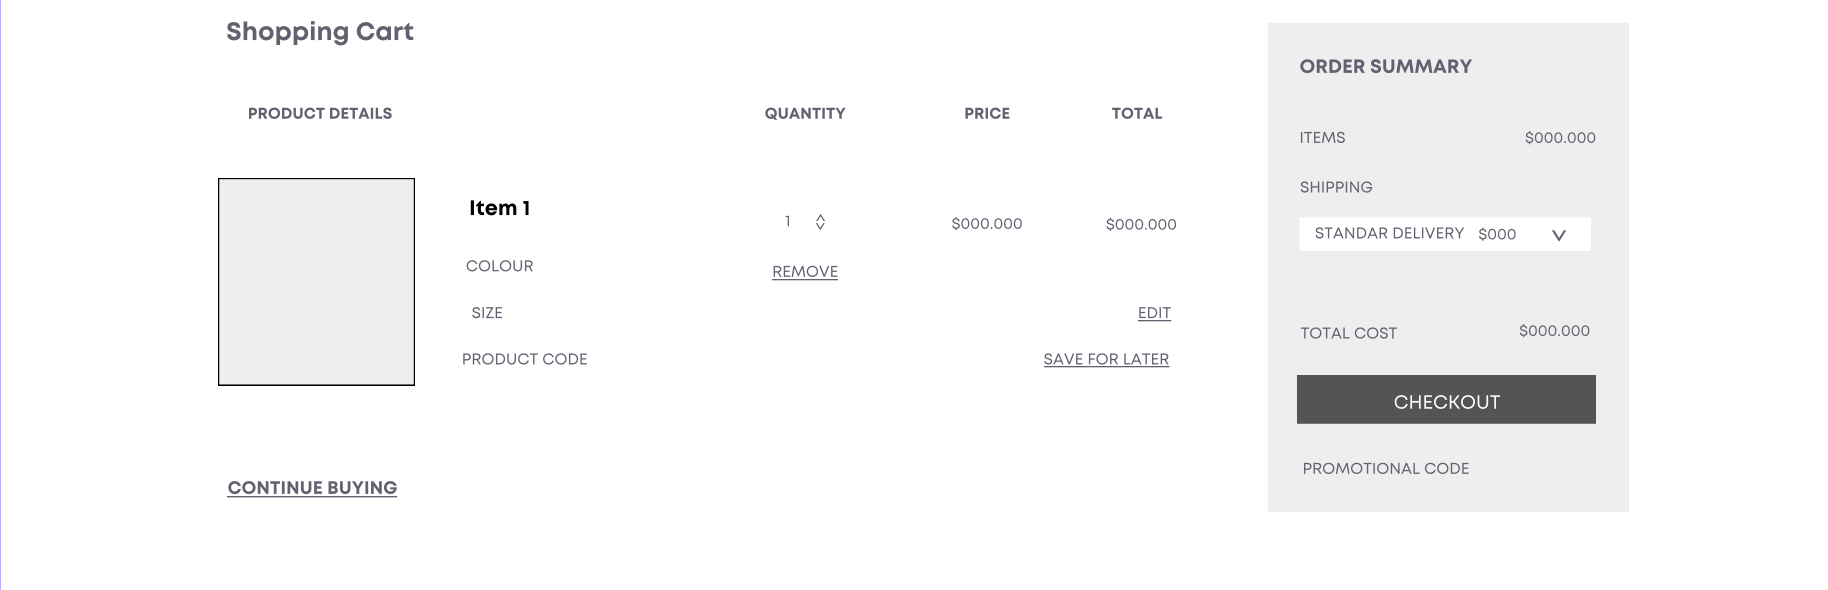 Shopping Cart
PRODUCT DETAILS
QUANTITY
PRICE
TOTAL
Item 1
1
$000.000
$000.000
COLOUR
REMOVE
SIZE
EDIT
PRODUCT CODE
SAVE FOR LATER
CONTINUE BUYING
ORDER SUMMARY
ITEMS $000.000
SHIPPING
STANDAR DELIVERY $000
TOTAL COST $000.000
CHECKOUT
PROMOTIONAL CODE